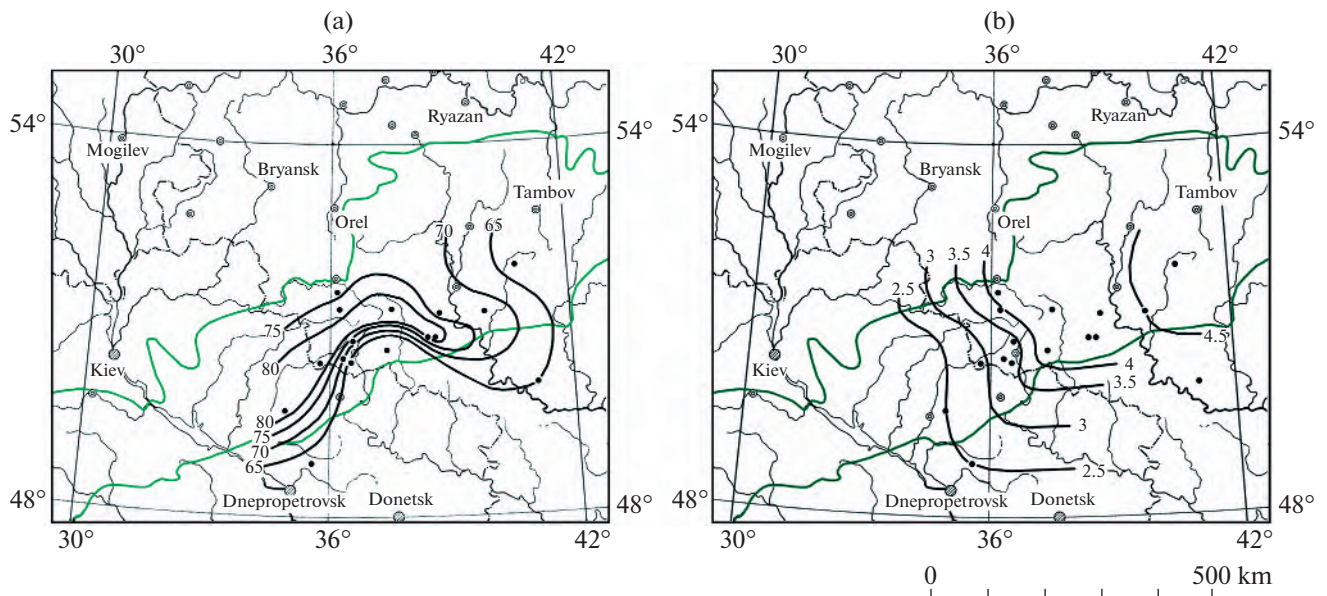 (a) (b)
30° 36° 42° 30° 36° 42°
54° 54° 54°
Ryazan Ryazan
Mogilev Mogilev
Bryansk Bryansk
Tambov Tambov
Orel Orel
70 65 3 3.5 4
2.5
75 4.5
80
Kiev Kiev
4
3.5
80
75 3
70
65 2.5
Dnepropetrovsk Donetsk Dnepropetrovsk Donetsk
48° 48° 48°
30° 36° 42° 30° 36° 42°
0 500 km